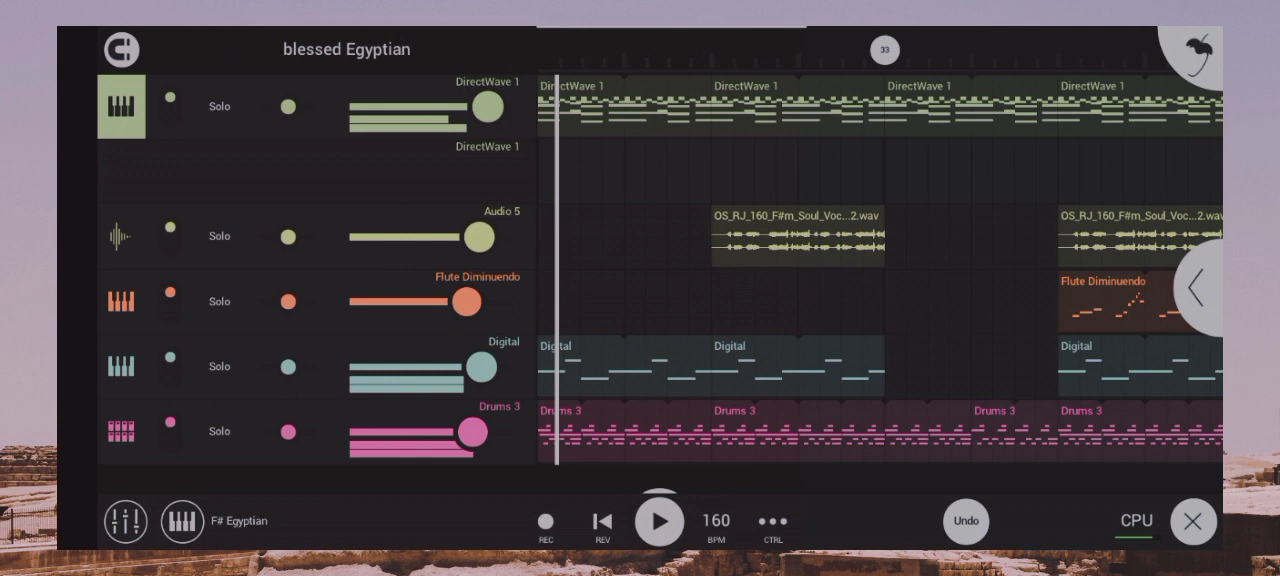 blessed Egyptian
33
DirectWave 1
Solo
DirectWave 1
DirectWave 1
DirectWave 1
DirectWave 1
DirectWave 1
Audio 5
Solo
OS_RJ_160_F#m_Soul_Voc...2.wav
OS_RJ_160_F#m_Soul_Voc...2.wav
Flute Diminuendo
Solo
Flute Diminuendo
Digital
Solo
Digital
Digital
Digital
Drums 3
Solo
Drums 3
Drums 3
Drums 3
Drums 3
F# Egyptian
REC
REV
160
BPM
CTRL
Undo
CPU